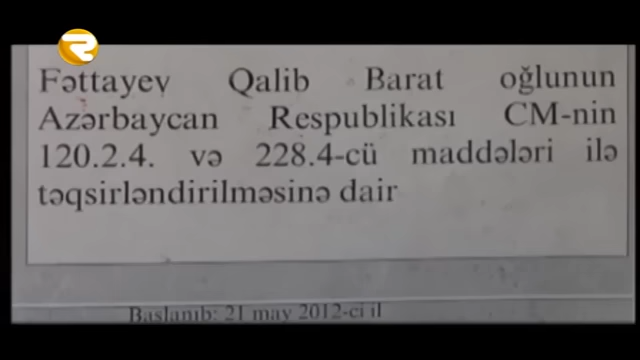 Fəttayev Qalib Barat oğlunun
Azərbaycan Respublikası CM-nin
120.2.4. və 228.4-cü maddələri ilə
təqsirləndirilməsinə dair
Başlanıb: 21 may 2012-ci il